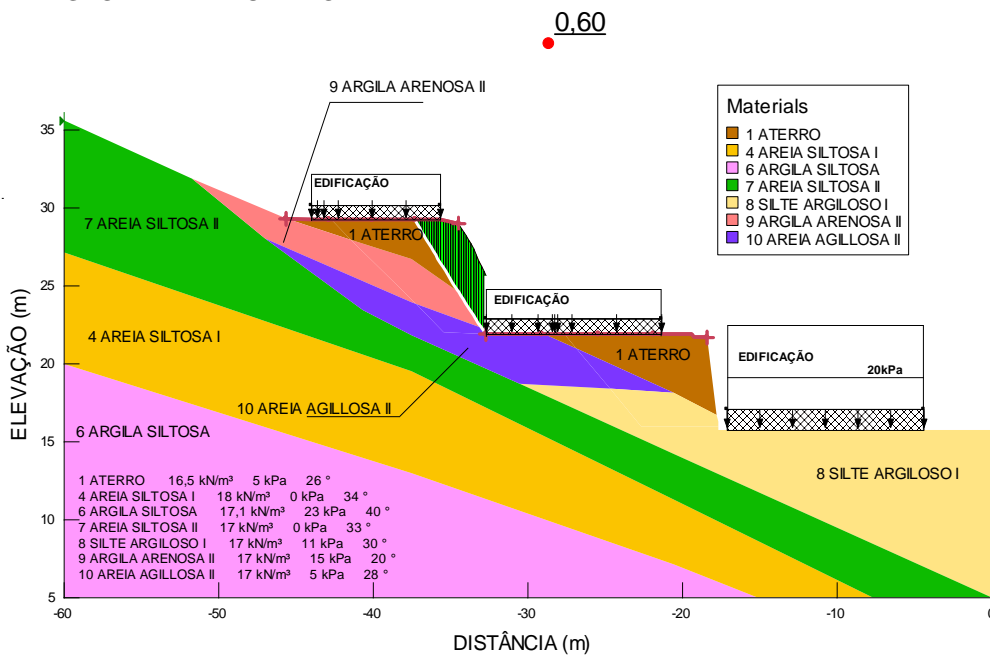 0,60
9 ARGILA ARENOSA II
Materials
1 ATERRO
4 AREIA SILTOSA I
6 ARGILA SILTOSA
7 AREIA SILTOSA II
8 SILTE ARGILOSO I
9 ARGILA ARENOSA II
10 AREIA AGILLOSA II
EDIFICAÇÃO
7 AREIA SILTOSA II
1 ATERRO
EDIFICAÇÃO
4 AREIA SILTOSA I
1 ATERRO
EDIFICAÇÃO
20kPa
10 AREIA AGILLOSA II
6 ARGILA SILTOSA
8 SILTE ARGILOSO I
1 ATERRO 16,5 kN/m³ 5 kPa 26 °
4 AREIA SILTOSA I 18 kN/m³ 0 kPa 34 °
6 ARGILA SILTOSA 17,1 kN/m³ 23 kPa 40 °
7 AREIA SILTOSA II 17 kN/m³ 0 kPa 33 °
8 SILTE ARGILOSO I 17 kN/m³ 11 kPa 30 °
9 ARGILA ARENOSA II 17 kN/m³ 15 kPa 20 °
10 AREIA AGILLOSA II 17 kN/m³ 5 kPa 28 °
ELEVAÇÃO (m)
35
30
25
20
15
10
5
-60 -50 -40 -30 -20 -10 0
DISTÂNCIA (m)